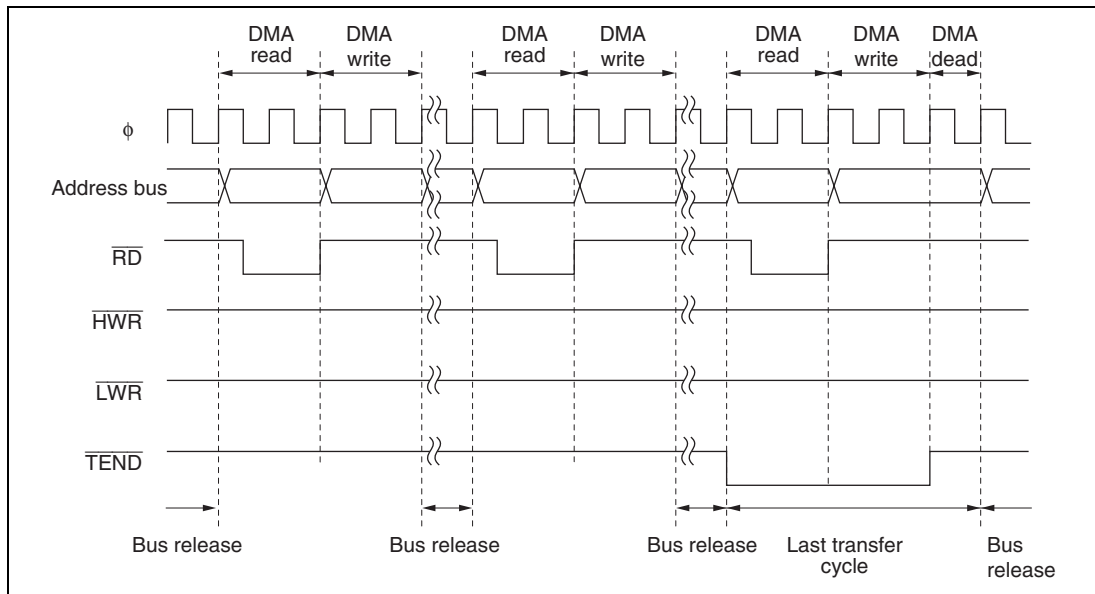 DMA read
DMA write
DMA read
DMA write
DMA read
DMA write
DMA dead
φ
Address bus
RD
HWR
LWR
TEND
Bus release
Bus release
Bus release
Last transfer cycle
Bus release